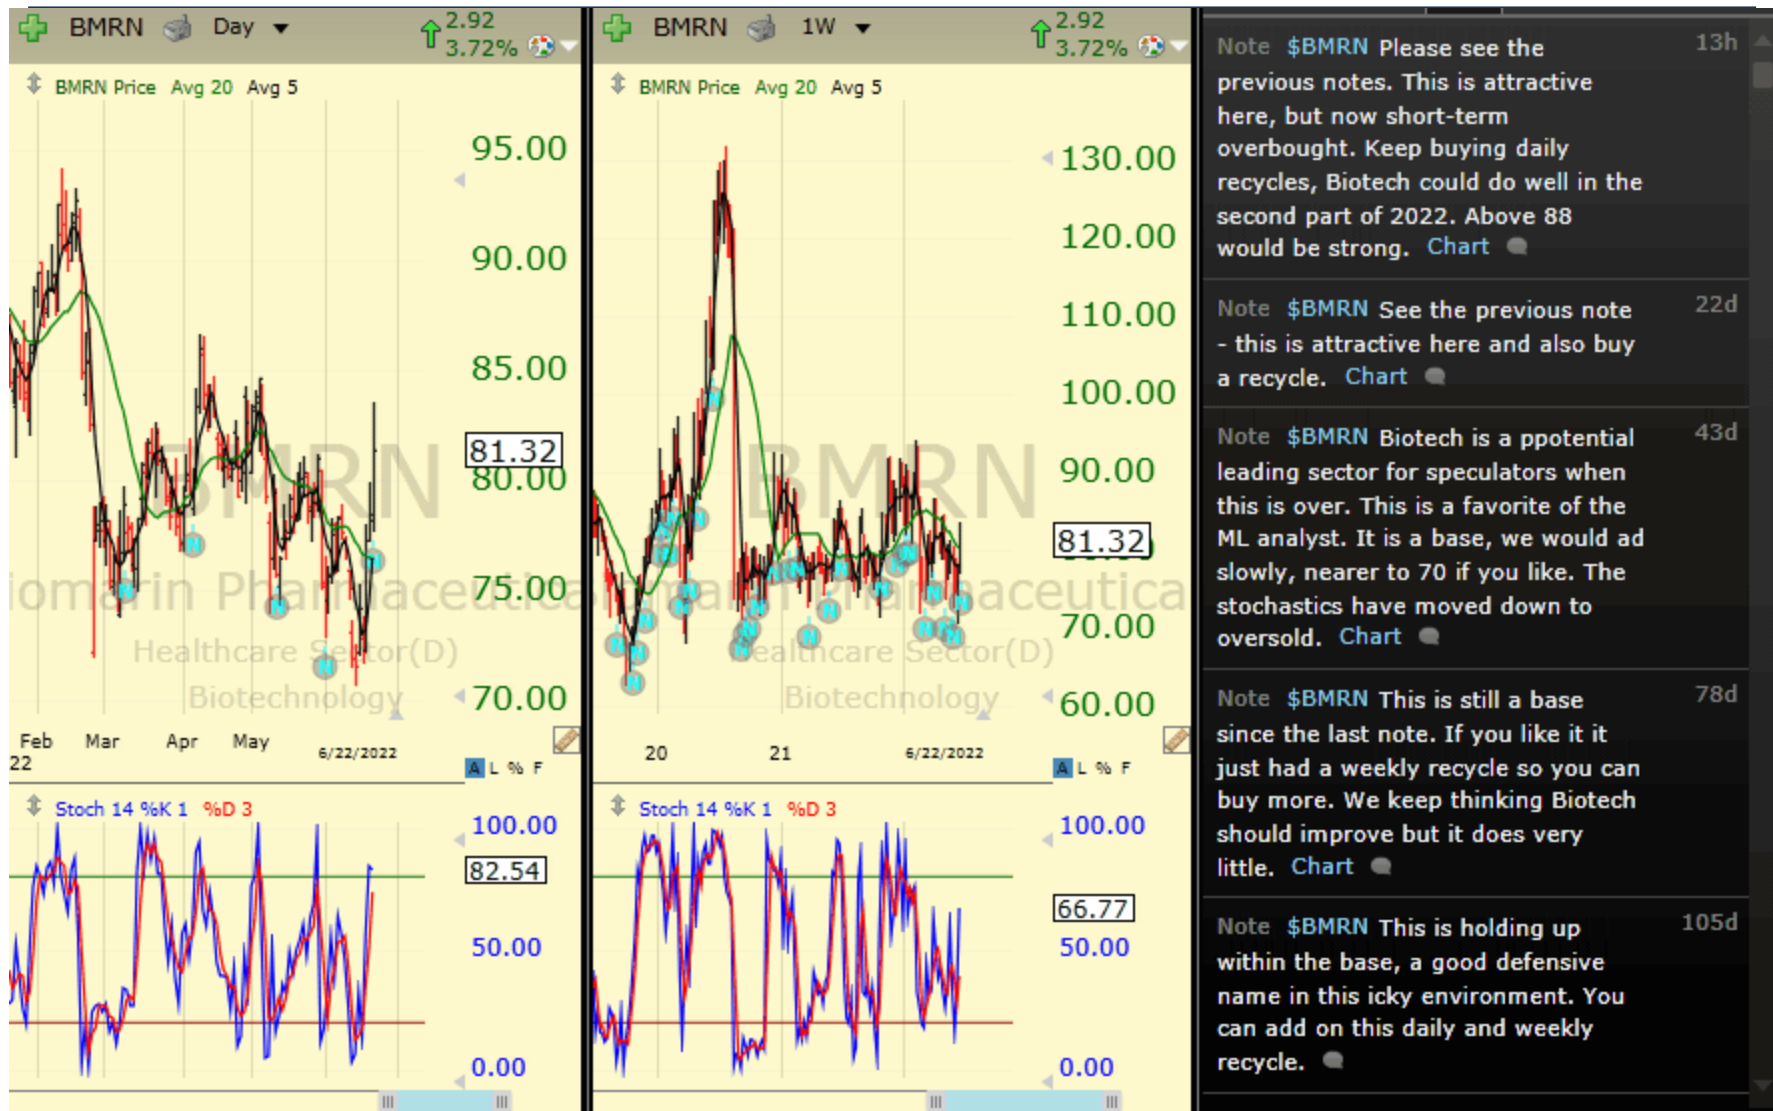 BMRN Day 2.92
3.72%
BMRN Price Avg 20 Avg 5
95.00
90.00
85.00
81.32
80.00
75.00
70.00
BMRN
Biomarin Pharmaceutical
Healthcare Sector(D)
Biotechnology
Feb Mar Apr May 6/22/2022
22
A L % F
Stoch 14 %K 1 %D 3
100.00
82.54
50.00
0.00
BMRN 1W 2.92
3.72%
BMRN Price Avg 20 Avg 5
130.00
120.00
110.00
100.00
90.00
81.32
70.00
60.00
BMRN
Pharmaceutica
Healthcare Sector(D)
Biotechnology
20 21 6/22/2022
A L % F
Stoch 14 %K 1 %D 3
100.00
66.77
50.00
0.00
Note $BMRN Please see the 13h
previous notes. This is attractive
here, but now short-term
overbought. Keep buying daily
recycles, Biotech could do well in the
second part of 2022. Above 88
would be strong. Chart
Note $BMRN See the previous note 22d
- this is attractive here and also buy
a recycle. Chart
Note $BMRN Biotech is a ppotential 43d
leading sector for speculators when
this is over. This is a favorite of the
ML analyst. It is a base, we would ad
slowly, nearer to 70 if you like. The
stochastics have moved down to
oversold. Chart
Note $BMRN This is still a base 78d
since the last note. If you like it it
just had a weekly recycle so you can
buy more. We keep thinking Biotech
should improve but it does very
little. Chart
Note $BMRN This is holding up 105d
within the base, a good defensive
name in this icky environment. You
can add on this daily and weekly
recycle.